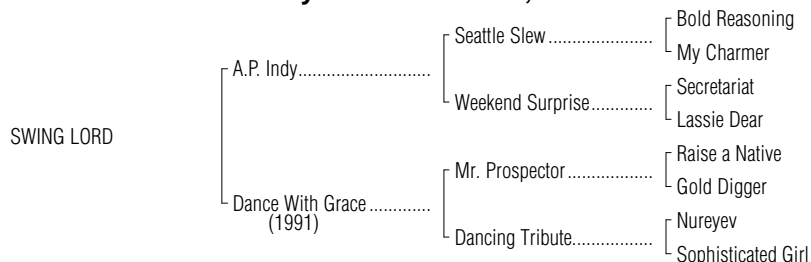 Bold Reasoning
Seattle Slew
My Charmer
A.P. Indy
Secretariat
Weekend Surprise
Lassie Dear
SWING LORD
Raise a Native
Mr. Prospector
Gold Digger
Dance With Grace
(1991)
Nureyev
Dancing Tribute
Sophisticated Girl